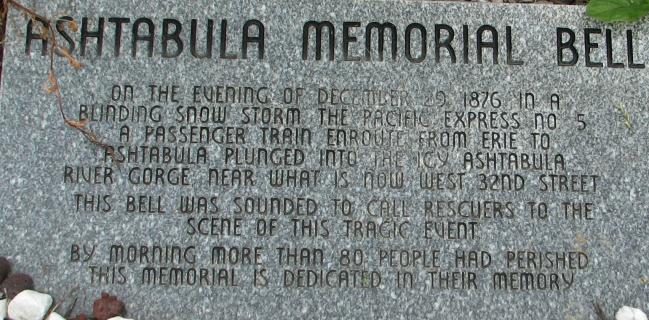 ASHTABULA MEMORIAL BELL
ON THE EVENING OF DECEMBER 29, 1876 IN A
BLINDING SNOW STORM THE PACIFIC EXPRESS NO 5
A PASSENGER TRAIN ENROUTE FROM ERIE TO
ASHTABULA PLUNGED INTO THE ICY ASHTABULA
RIVER GORGE NEAR WHAT IS NOW WEST 32ND STREET
THIS BELL WAS SOUNDED TO CALL RESCUERS TO THE
SCENE OF THIS TRAGIC EVENT
BY MORNING MORE THAN 80 PEOPLE HAD PERISHED
THIS MEMORIAL IS DEDICATED IN THEIR MEMORY